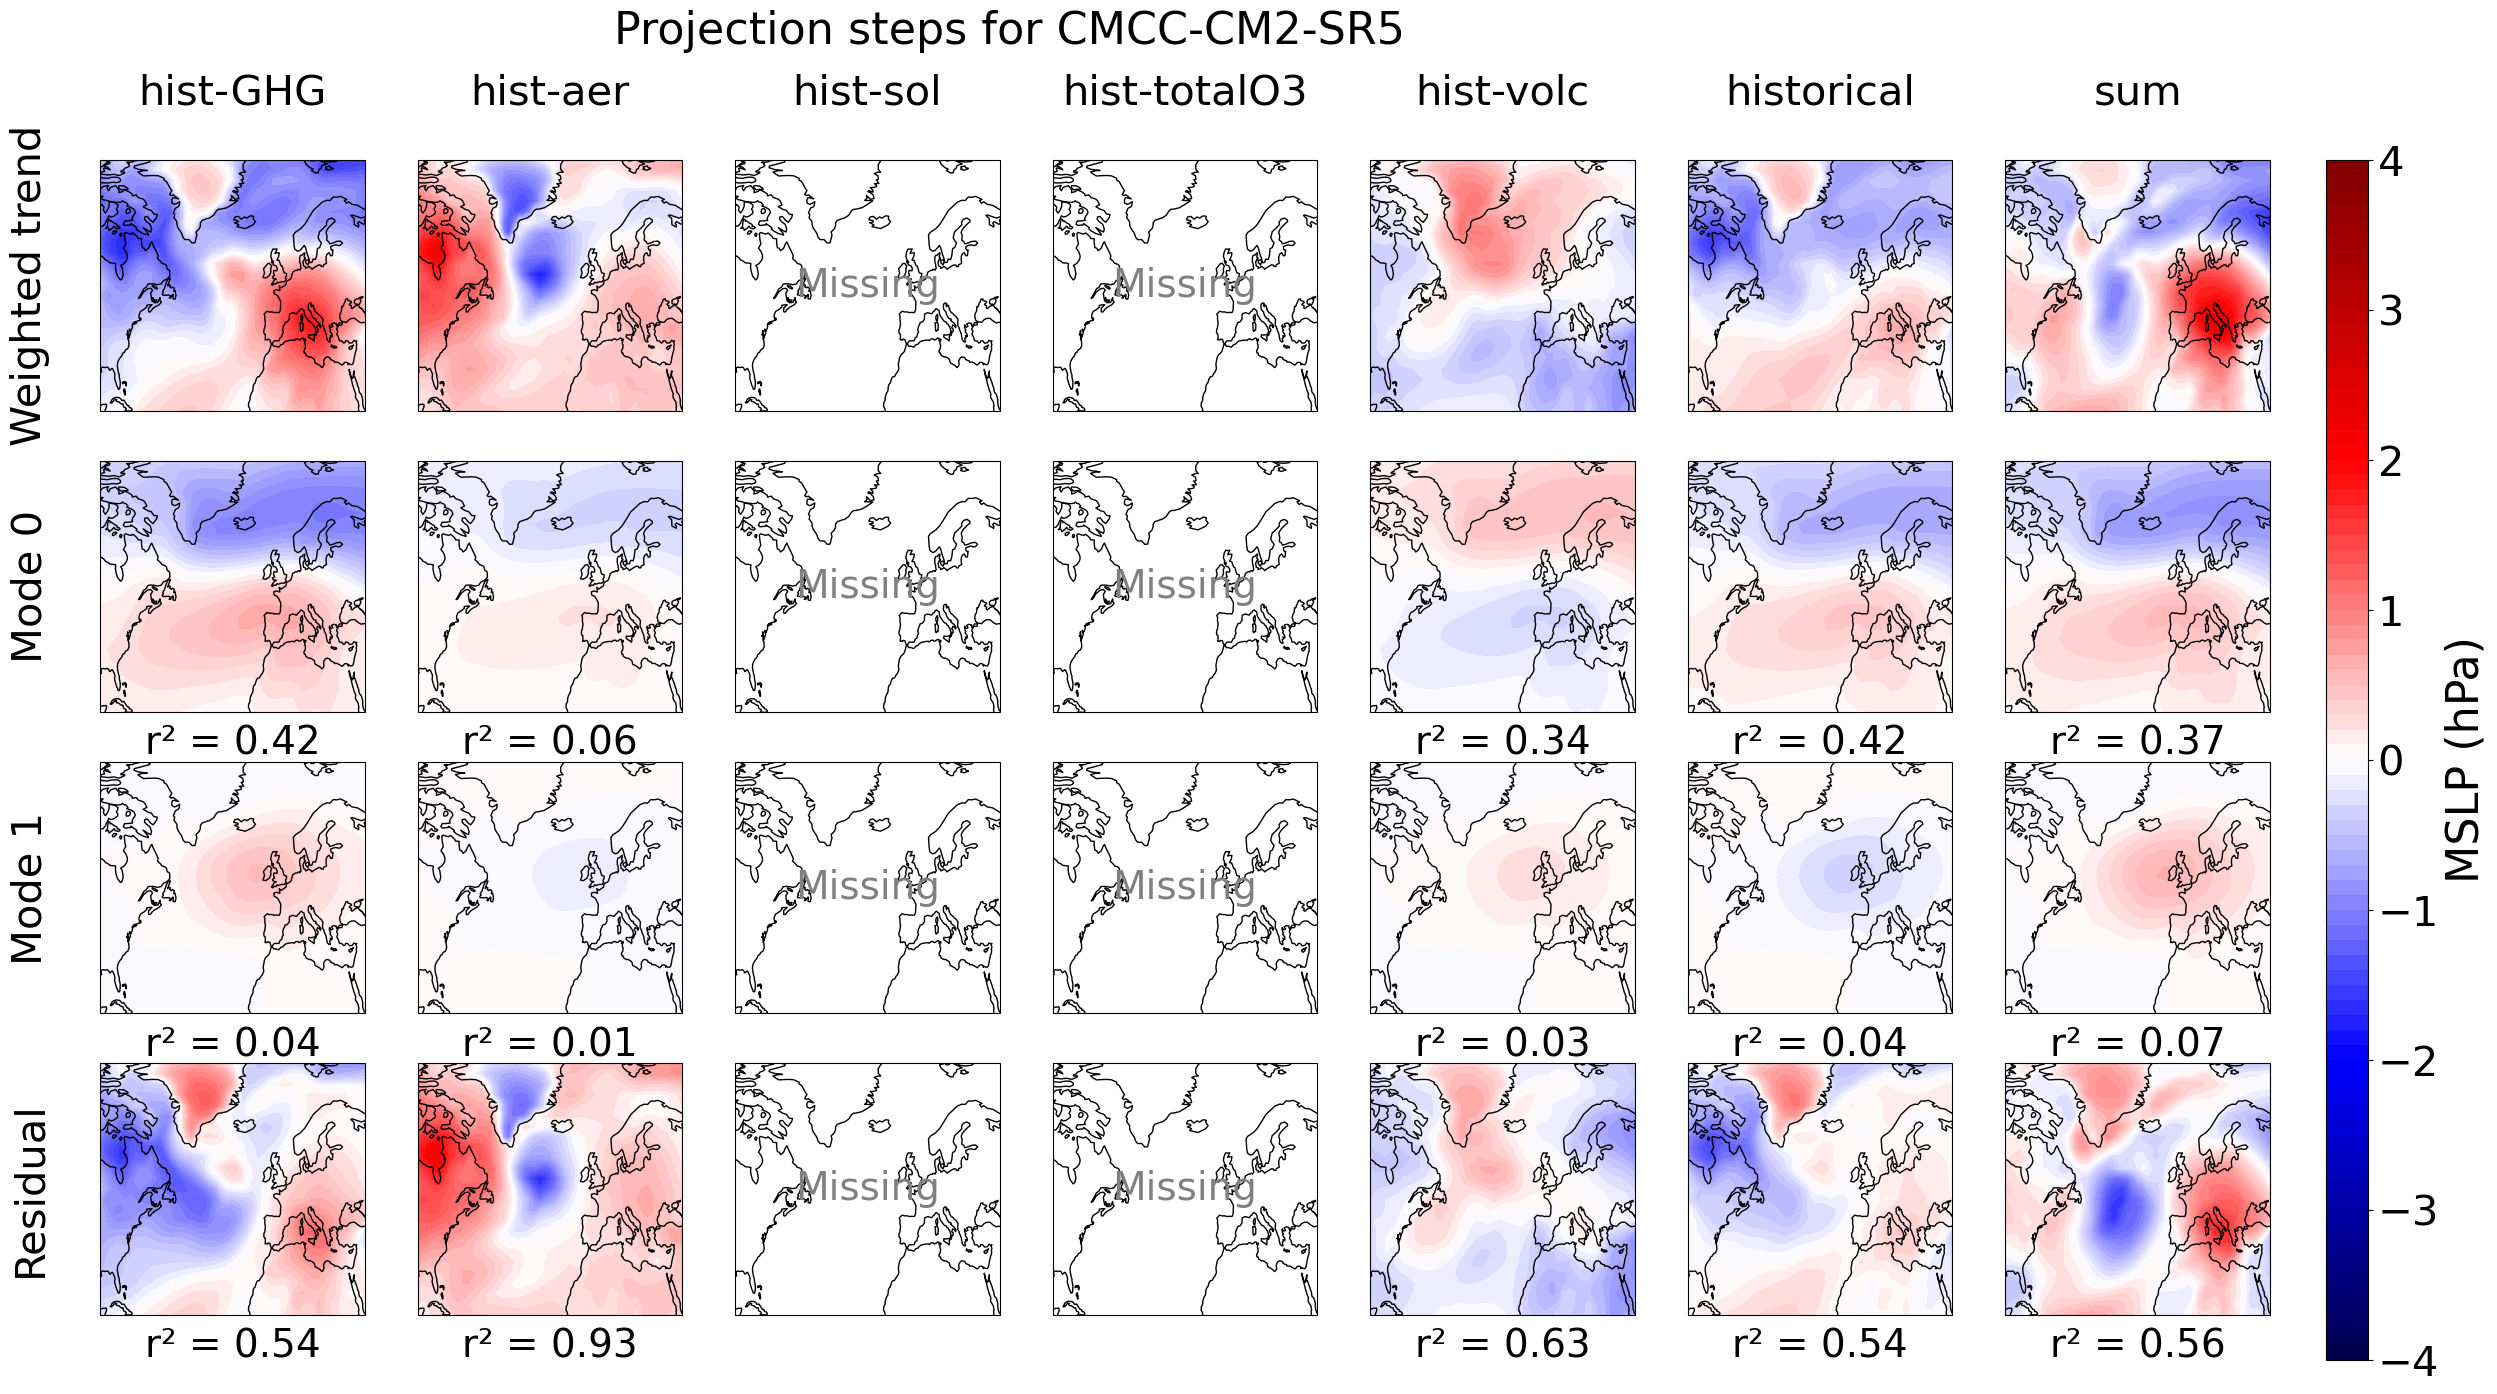 Projection steps for CMCC-CM2-SR5
hist-GHG hist-aer hist-sol hist-totalO3 hist-volc historical sum
Weighted trend
Missing Missing
Mode 0
Missing Missing
r² = 0.42 r² = 0.06 r² = 0.34 r² = 0.42 r² = 0.37
Mode 1
Missing Missing
r² = 0.04 r² = 0.01 r² = 0.03 r² = 0.04 r² = 0.07
Residual
Missing Missing
r² = 0.54 r² = 0.93 r² = 0.63 r² = 0.54 r² = 0.56
4
3
2
1
0
−1
−2
−3
−4
MSLP (hPa)